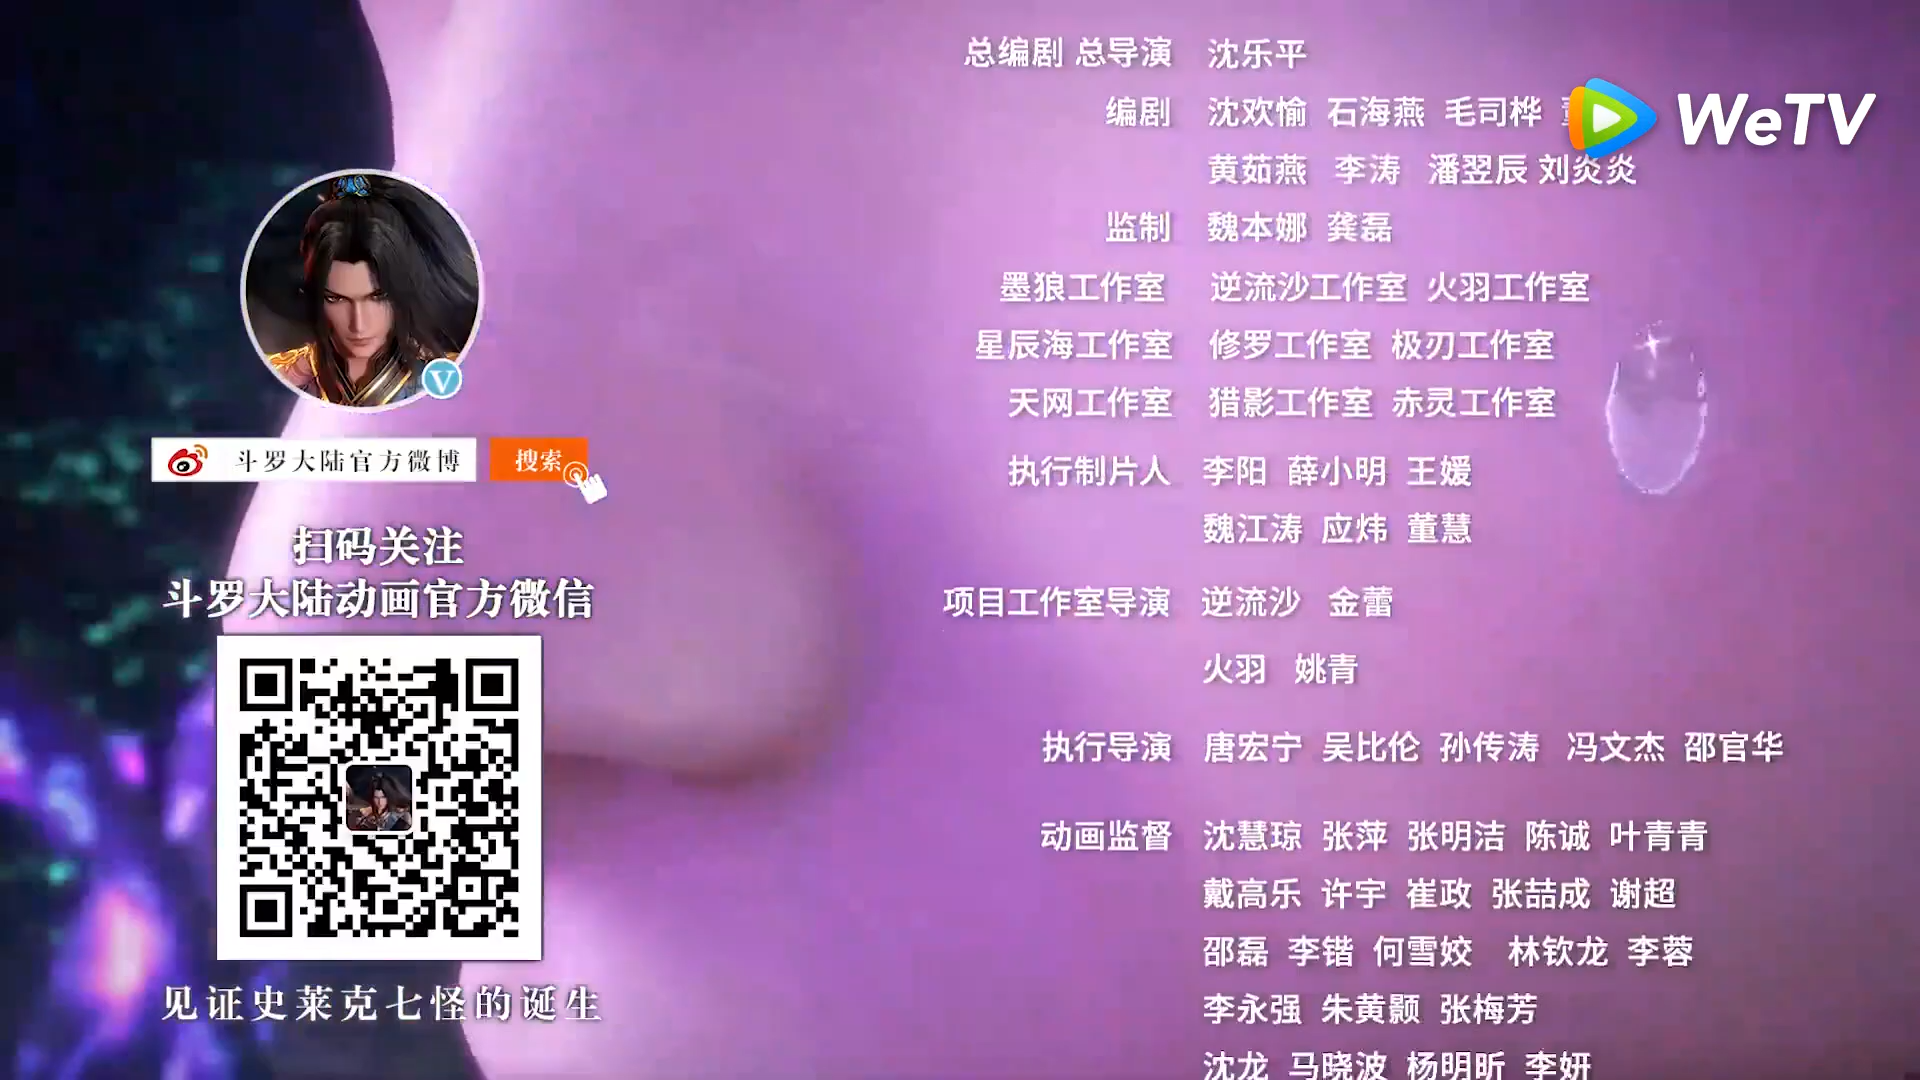 总编剧 总导演 沈乐平
编剧 沈欢愉 石海燕 毛司桦
黄茹燕 李涛 潘翌辰 刘炎炎
WeTV
监制 魏本娜 龚磊
墨狼工作室 逆流沙工作室 火羽工作室
星辰海工作室 修罗工作室 极刃工作室
天网工作室 猎影工作室 赤灵工作室
执行制片人 李阳 薛小明 王媛
魏江涛 应炜 董慧
项目工作室导演 逆流沙 金蕾
火羽 姚青
执行导演 唐宏宁 吴比伦 孙传涛 冯文杰 邵官华
动画监督 沈慧琼 张萍 张明洁 陈诚 叶青青
戴高乐 许宇 崔政 张喆成 谢超
邵磊 李锴 何雪姣 林钦龙 李蓉
李永强 朱黄颢 张梅芳
沈龙 马晓波 杨明昕 李妍
V
斗罗大陆官方微博 搜索
扫码关注
斗罗大陆动画官方微信
见证史莱克七怪的诞生